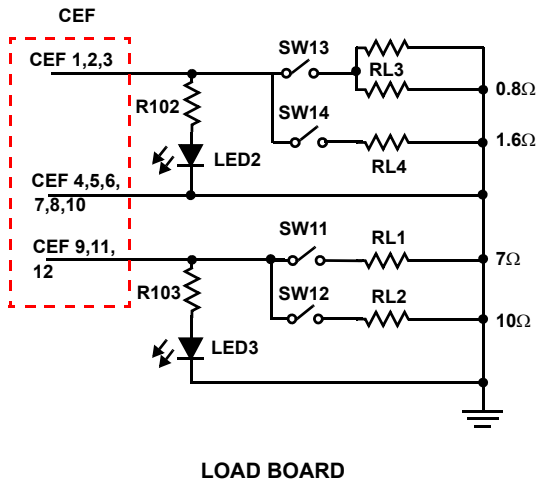 CEF
CEF 1,2,3
SW13
RL3
R102
0.8Ω
SW14
1.6Ω
LED2
RL4
CEF 4,5,6,
7,8,10
SW11
RL1
CEF 9,11,
12
7Ω
R103
SW12
RL2
10Ω
LED3
LOAD BOARD